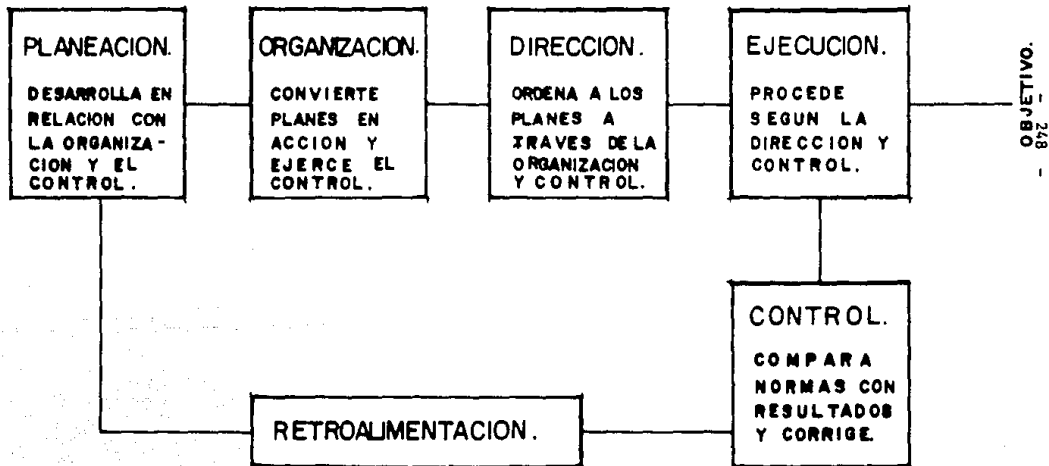 PLANEACION.
DESARROLLA EN
RELACION CON
LA ORGANIZA-
CION Y EL
CONTROL.
ORGANIZACION.
CONVIERTE
PLANES EN
ACCION Y
EJERCE EL
CONTROL.
DIRECCION.
ORDENA A LOS
PLANES A
TRAVES DE LA
ORGANIZACION
Y CONTROL.
EJECUCION.
PROCEDE
SEGUN LA
DIRECCION Y
CONTROL.
OBJETIVO.
- 248 -
CONTROL.
COMPARA
NORMAS CON
RESULTADOS
Y CORRIGE.
RETROALIMENTACION.